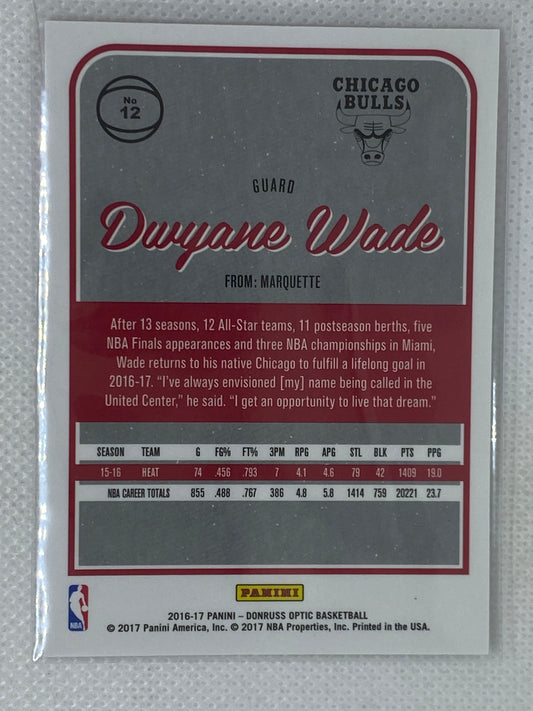 No
12
CHICAGO
BULLS
GUARD
Dwyane Wade
FROM: MARQUETTE
After 13 seasons, 12 All-Star teams, 11 postseason berths, five
NBA Finals appearances and three NBA championships in Miami,
Wade returns to his native Chicago to fulfill a lifelong goal in
2016-17. “I’ve always envisioned [my] name being called in the
United Center,” he said. “I get an opportunity to live that dream.”
SEASON TEAM G FG% FT% 3PM RPG APG STL BLK PTS PPG
15-16 HEAT 74 .456 .793 7 4.1 4.6 79 42 1409 19.0
NBA CAREER TOTALS 855 .488 .767 386 4.8 5.8 1414 759 20221 23.7
PANINI
NBA
2016-17 PANINI – DONRUSS OPTIC BASKETBALL
© 2017 Panini America, Inc. © 2017 NBA Properties, Inc. Printed in the USA.